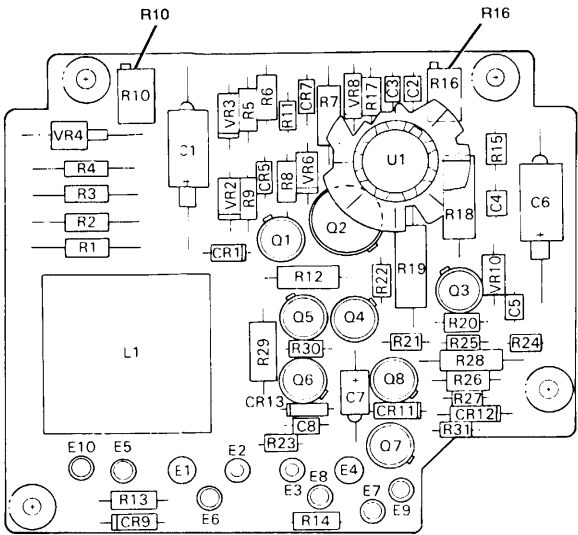 R10
R16
R10
VR4
C1
VR3
R5
R6
R11
CR7
R7
VR8
R17
C3
C2
R16
R4
R3
R2
R1
VR2
R9
CR5
R8
VR6
U1
R15
C4
C6
R18
Q1
Q2
CR1
R12
R22
R19
Q3
VR10
C5
L1
Q5
Q4
R20
R29
R30
R21
R25
R24
R28
Q6
C7
Q8
R26
CR13
R27
CR11
CR12
C8
R31
R23
Q7
E10
E5
E1
E2
E3
E4
E8
E6
E7
E9
R13
CR9
R14